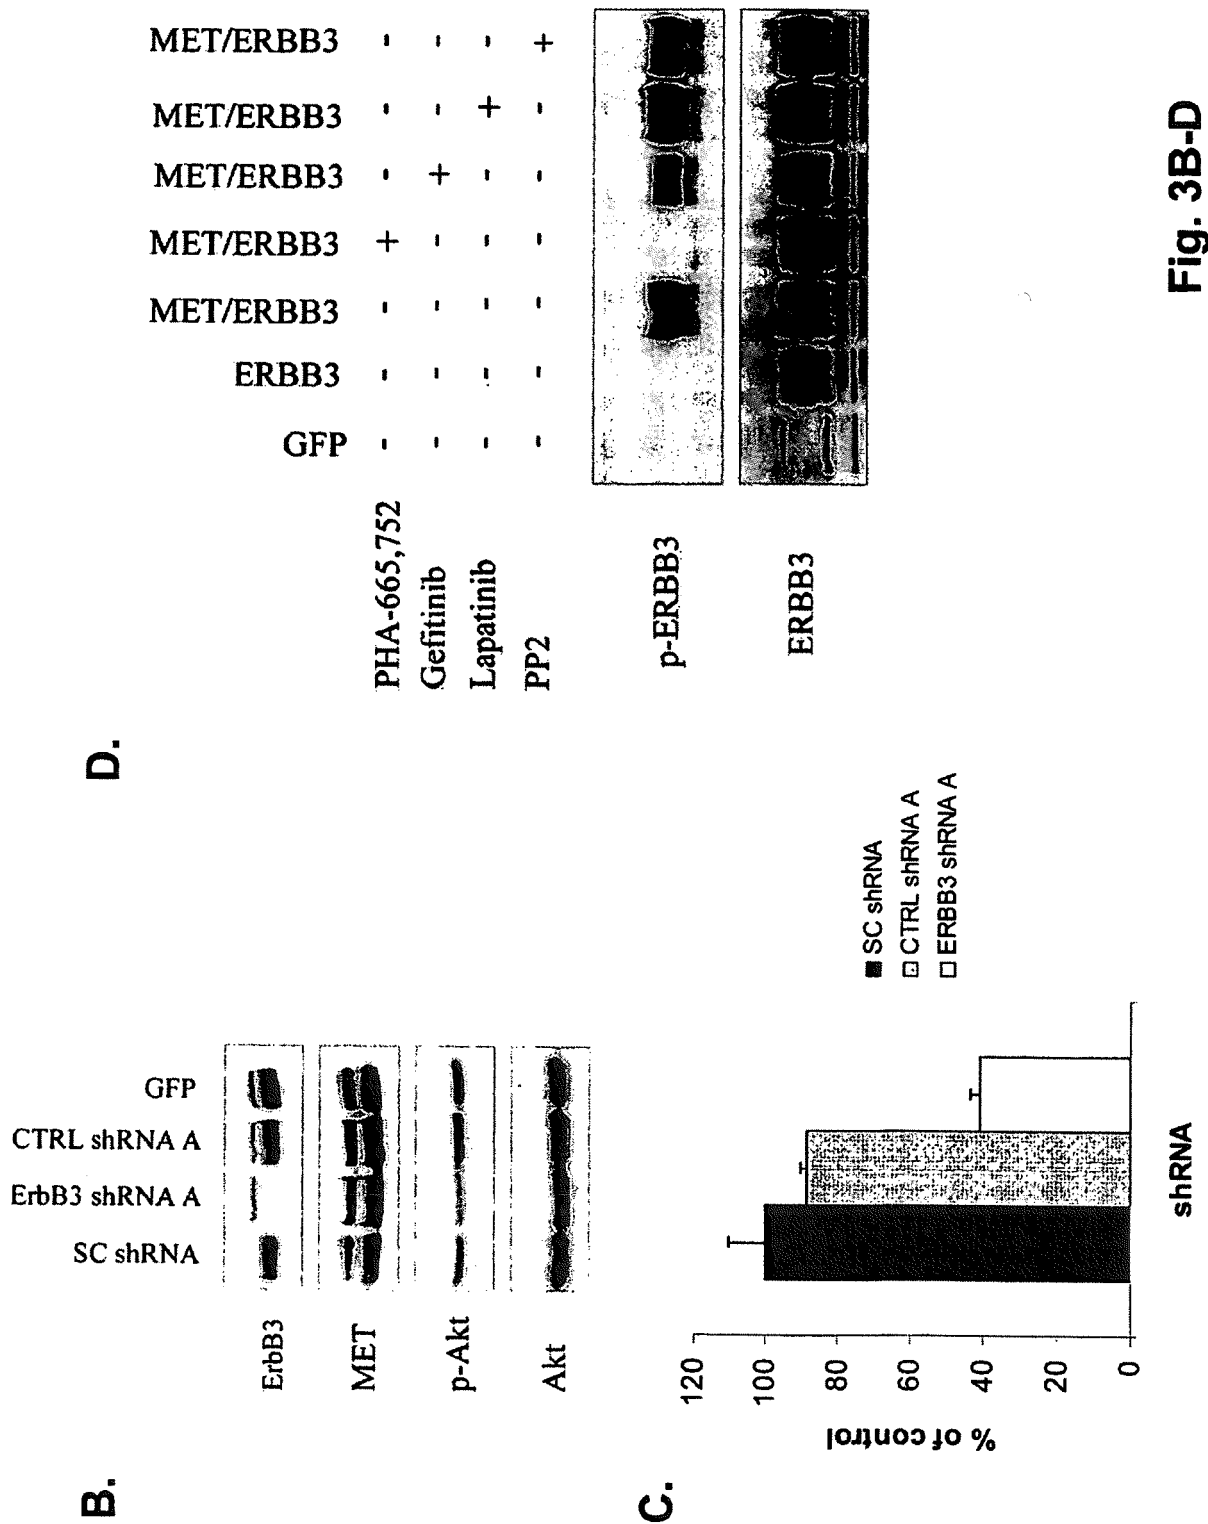 B.
SC shRNA
ErbB3 shRNA A
CTRL shRNA A
GFP
ErbB3
MET
p-Akt
Akt
C.
% of control
120
100
80
60
40
20
0
shRNA
SC shRNA
CTRL shRNA A
ERBB3 shRNA A
D.
GFP
ERBB3
MET/ERBB3
MET/ERBB3
MET/ERBB3
MET/ERBB3
MET/ERBB3
PHA-665,752 - - - + - - -
Gefitinib - - - - + - -
Lapatinib - - - - - + -
PP2 - - - - - - +
p-ERBB3
ERBB3
Fig. 3B-D